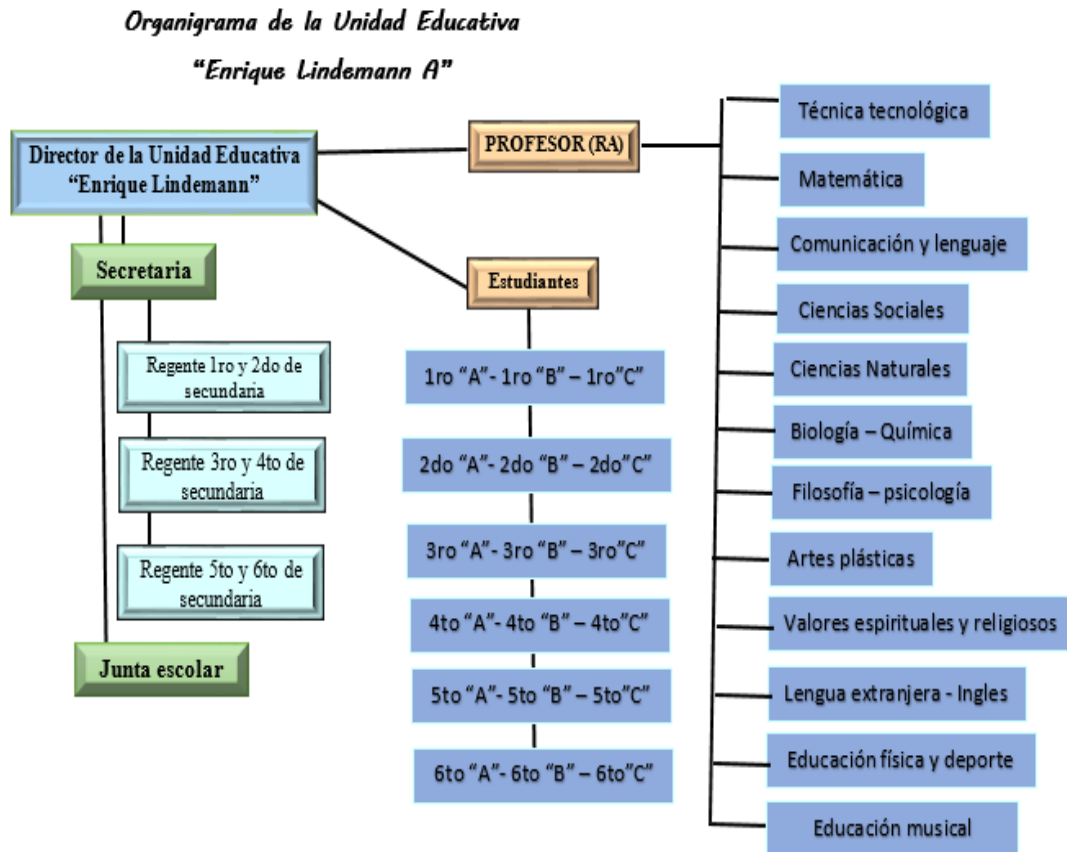 Organigrama de la Unidad Educativa
“Enrique Lindemann A”
Director de la Unidad Educativa
“Enrique Lindemann”
Secretaria
Regente 1ro y 2do de
secundaria
Regente 3ro y 4to de
secundaria
Regente 5to y 6to de
secundaria
Junta escolar
PROFESOR (RA)
Estudiantes
1ro “A”- 1ro “B” – 1ro”C”
2do “A”- 2do “B” – 2do”C”
3ro “A”- 3ro “B” – 3ro”C”
4to “A”- 4to “B” – 4to”C”
5to “A”- 5to “B” – 5to”C”
6to “A”- 6to “B” – 6to”C”
Técnica tecnológica
Matemática
Comunicación y lenguaje
Ciencias Sociales
Ciencias Naturales
Biología – Química
Filosofía – psicología
Artes plásticas
Valores espirituales y religiosos
Lengua extranjera - Ingles
Educación física y deporte
Educación musical